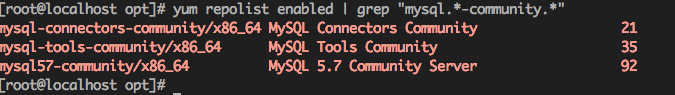 [root@localhost opt]# yum repolist enabled | grep "mysql.*-community.*"
mysql-connectors-community/x86_64 MySQL Connectors Community 21
mysql-tools-community/x86_64 MySQL Tools Community 35
mysql57-community/x86_64 MySQL 5.7 Community Server 92
[root@localhost opt]#